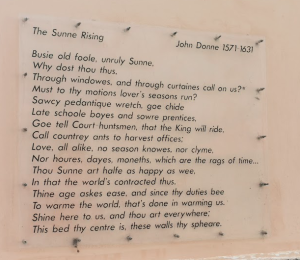 The Sunne Rising
John Donne 1571-1631
Busie old foole, unruly Sunne,
Why dost thou thus,
Through windowes, and through curtaines call on us?"
Must to thy motions lover's seasons run?
Sawcy pedantique wretch, goe chide
Late schoole boyes and sowre prentices,
Goe tell Court huntsmen, that the King will ride,
Call countrey ants to harvest offices;
Love, all alike, no season knowes, nor clyme,
Nor houres, dayes, moneths, which are the rags of time...
Thou Sunne art halfe as happy as wee,
In that the world's contracted thus.
Thine age askes ease, and since thy duties bee
To warme the world, that's done in warming us.
Shine here to us, and thou art everywhere;
This bed thy centre is, these walls thy spheare.